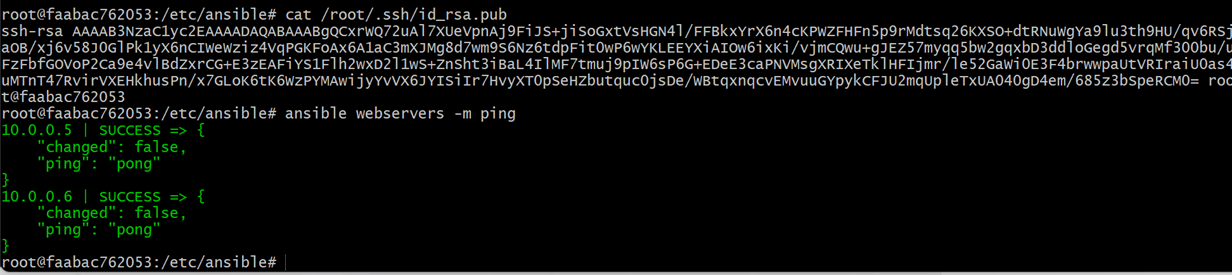 root@faabac762053:/etc/ansible# cat /root/.ssh/id_rsa.pub
ssh-rsa AAAAB3NzaC1yc2EAAAADAQABAAABgQCxrWQ72uAl7XUeVpnAj9FiJS+jiSoGxtVsHGN4l/FFBkxYrX6n4cKPWZFHFn5p9rMdtsq26KXSO+dtRNuWgYa9lu3th9HU/qv6RSj
aOB/xj6v58JOGlPk1yX6nCIWeWziz4VqPGKFoAx6A1aC3mXJMg8d7wm9S6Nz6tdpFitOwP6wYKLEEYXiAIOW6ixKi/vjmCQwu+gJEZ57myqq5bw2gqxbD3ddloGegd5vrqMf3OObu/u
FzFbfGOVoP2Ca9e4vlBdZxrCG+E3zEAFiYS1Flh2wxD2l1WS+ZnSht3iBaL4IlMF7tmuj9pIW6sP6G+EDeE3caPNVMsgXRIXeTklHFIjmr/le52GaWiOE3F4brwwpaUtVRIraiU0as4
uMTnT47RvirVXEHkhusPn/x7GLoK6tK6WzPYMAwijyYvVX6JYISiIr7HvyXTOpSeHZbutqucOjsDe/WBtqxnqcvEMvuuGYpykCFJU2mqUpleTxUAO4OgD4em/685z3bSpeRCMO= roo
t@faabac762053
root@faabac762053:/etc/ansible# ansible webservers -m ping
10.0.0.5 | SUCCESS => {
    "changed": false,
    "ping": "pong"
}
10.0.0.6 | SUCCESS => {
    "changed": false,
    "ping": "pong"
}
root@faabac762053:/etc/ansible#